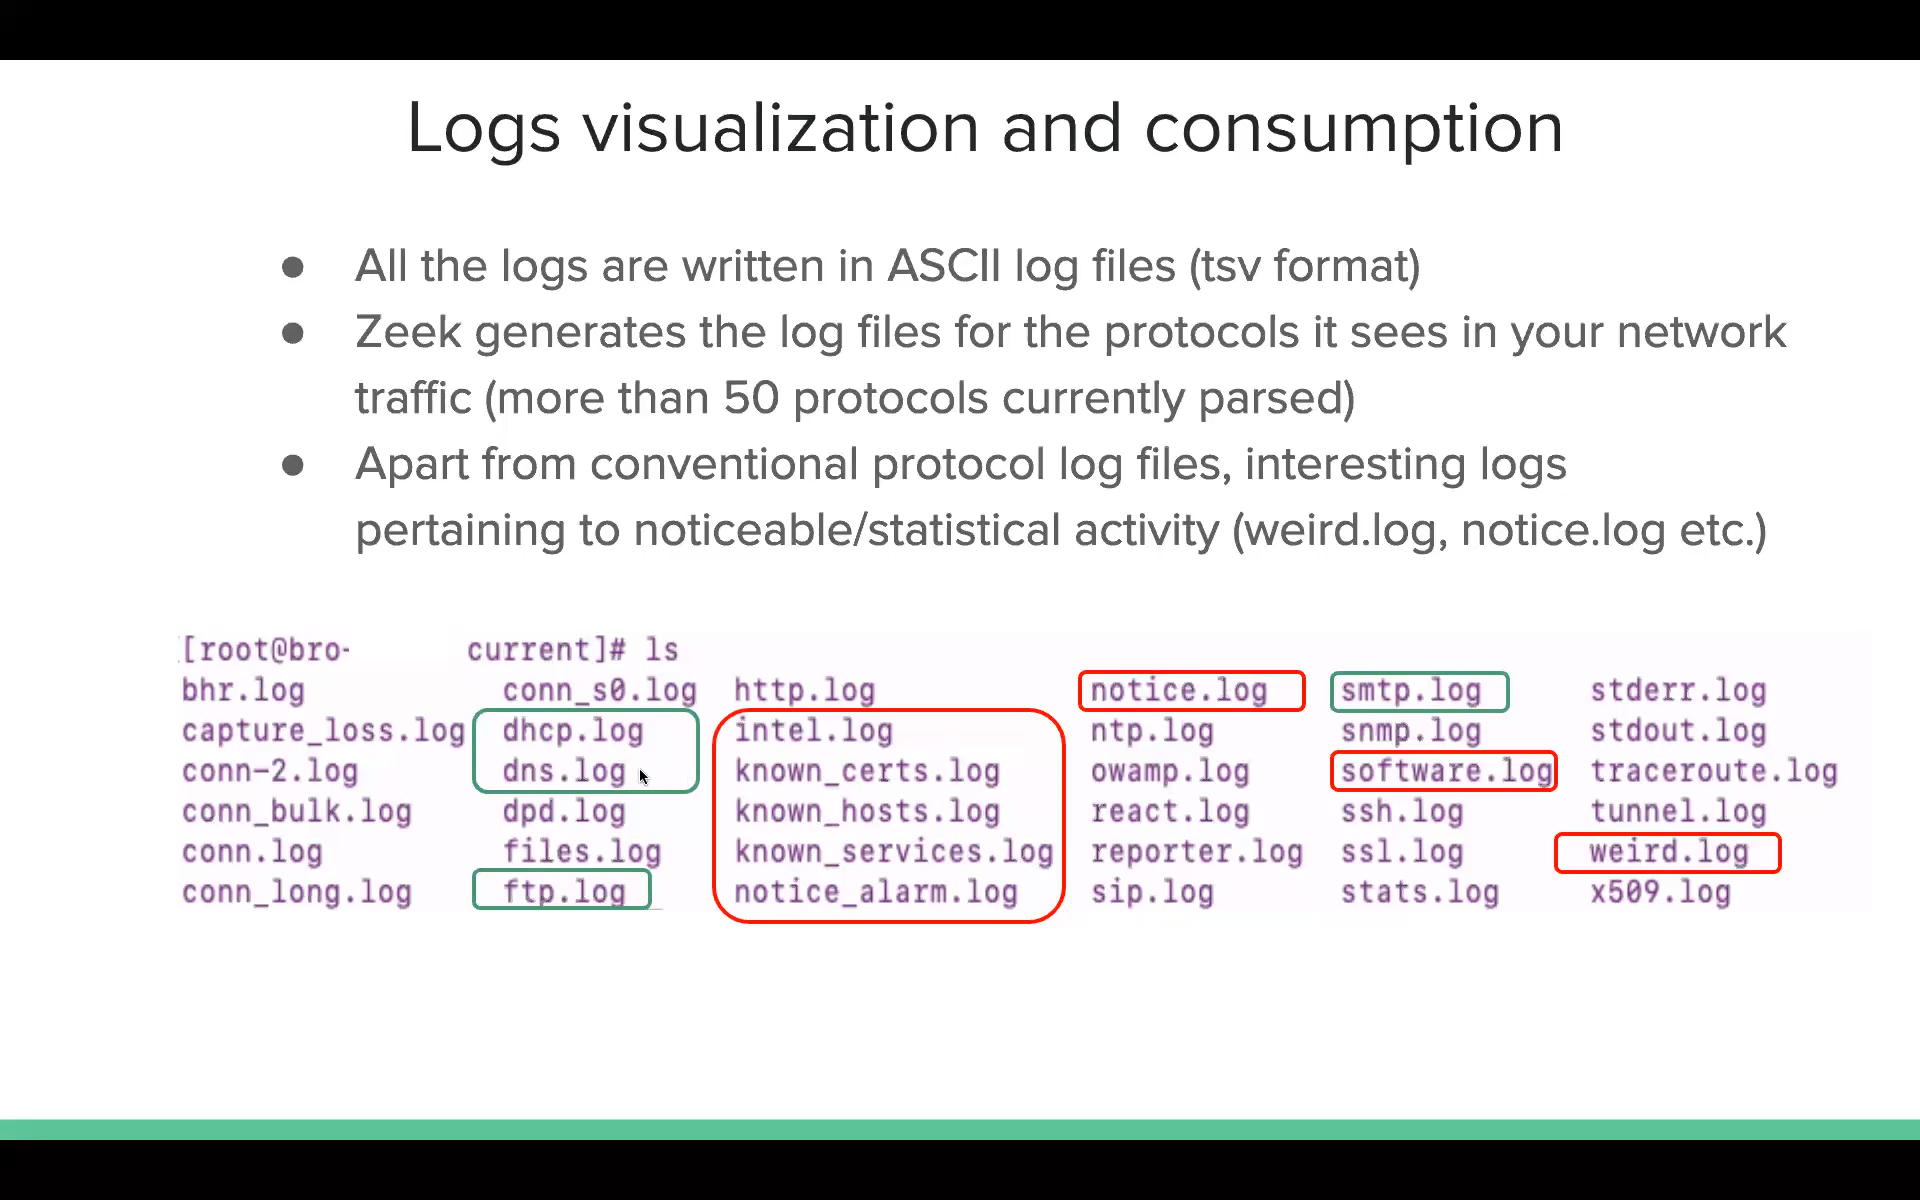 Logs visualization and consumption
● All the logs are written in ASCII log files (tsv format)
● Zeek generates the log files for the protocols it sees in your network
traffic (more than 50 protocols currently parsed)
● Apart from conventional protocol log files, interesting logs
pertaining to noticeable/statistical activity (weird.log, notice.log etc.)
[root@bro- current]# ls
bhr.log conn_s0.log http.log notice.log smtp.log stderr.log
capture_loss.log dhcp.log intel.log ntp.log snmp.log stdout.log
conn-2.log dns.log known_certs.log owamp.log software.log traceroute.log
conn_bulk.log dpd.log known_hosts.log react.log ssh.log tunnel.log
conn.log files.log known_services.log reporter.log ssl.log weird.log
conn_long.log ftp.log notice_alarm.log sip.log stats.log x509.log